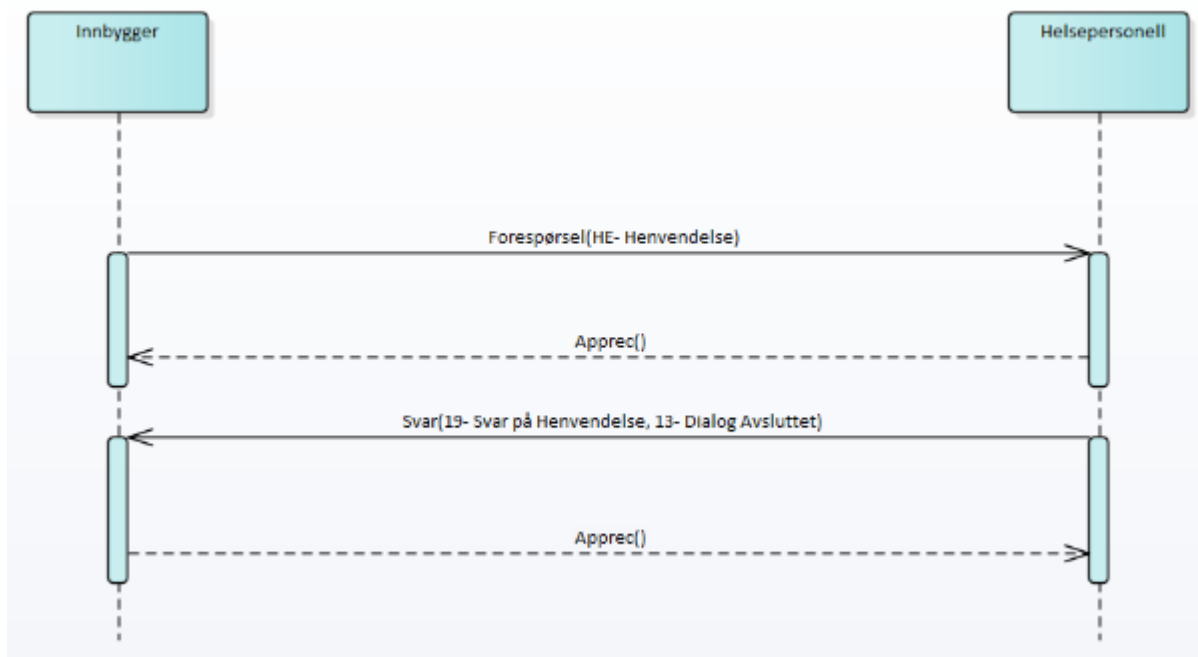 Innbygger
Helsepersonell
Forespørsel(HE- Henvendelse)
Apprec()
Svar(19- Svar på Henvendelse, 13- Dialog Avsluttet)
Apprec()